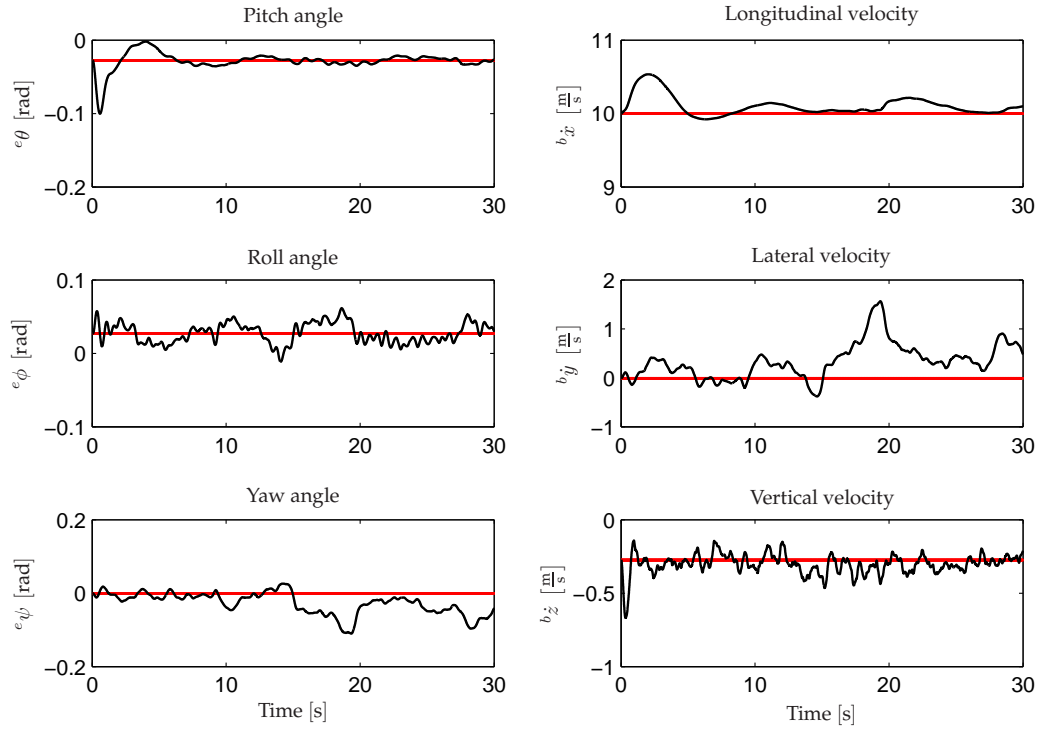 Pitch angle
0
−0.1
−0.2
ᵉθ [rad]
0 10 20 30
Longitudinal velocity
11
10
9
ᵇẋ [m/s]
0 10 20 30
Roll angle
0.1
0
−0.1
ᵉϕ [rad]
0 10 20 30
Lateral velocity
2
1
0
−1
ᵇẏ [m/s]
0 10 20 30
Yaw angle
0.2
0
−0.2
ᵉψ [rad]
0 10 20 30
Time [s]
Vertical velocity
0
−0.5
−1
ᵇż [m/s]
0 10 20 30
Time [s]